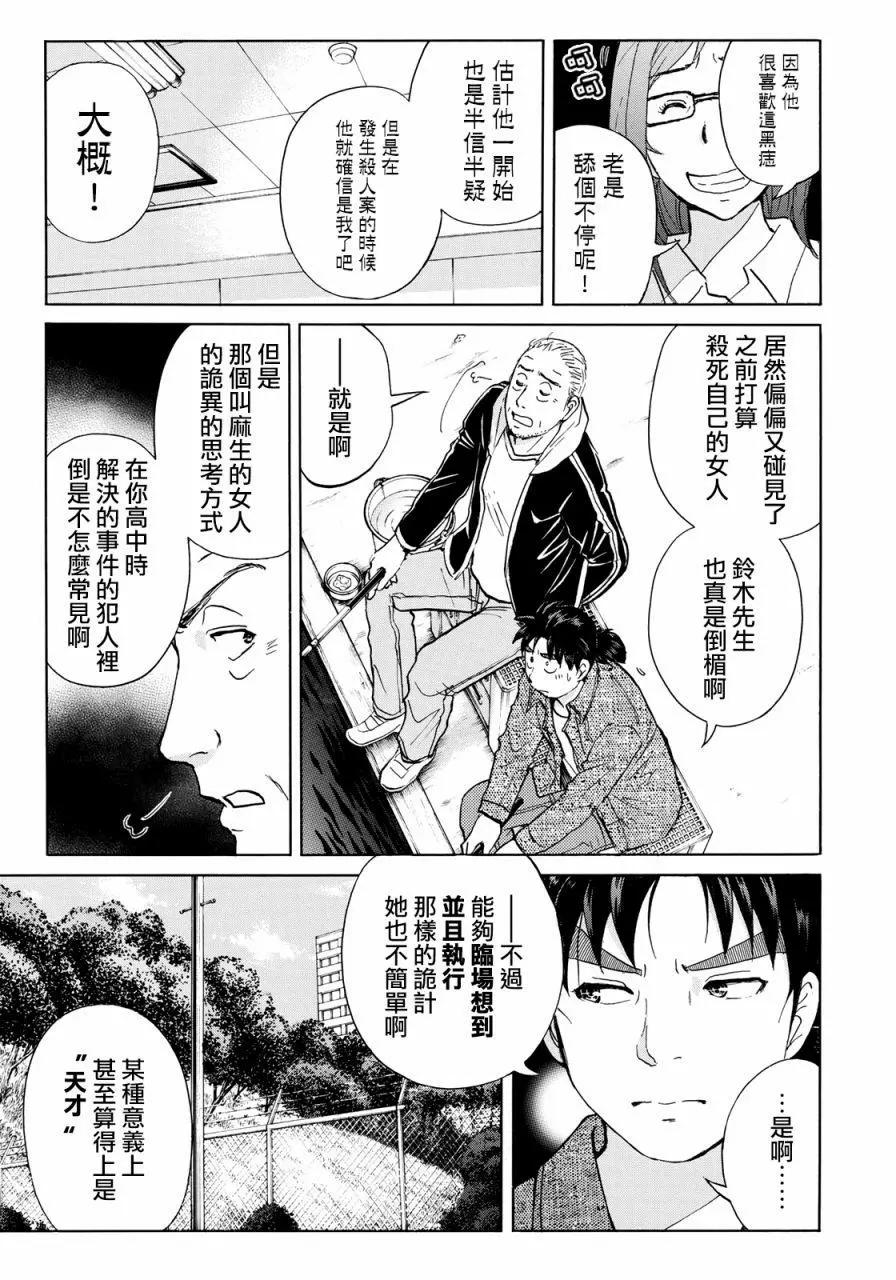 因為他
很喜歡這黑痣
呵呵
老是
舔個不停呢！
估計他一開始
也是半信半疑
但是在
發生殺人案的時候
他就確信是我了吧
大概！
居然偏偏又碰見了
之前打算
殺死自己的女人
鈴木先生
也真是倒楣啊
──就是啊
但是
那個叫麻生的女人
的詭異的思考方式
在你高中時
解決的事件的犯人裡
倒是不怎麼常見啊
…是啊……
──不過
能夠臨場想到
並且執行
那樣的詭計
她也不簡單啊
某種意義上
甚至算得上是
〝天才〞